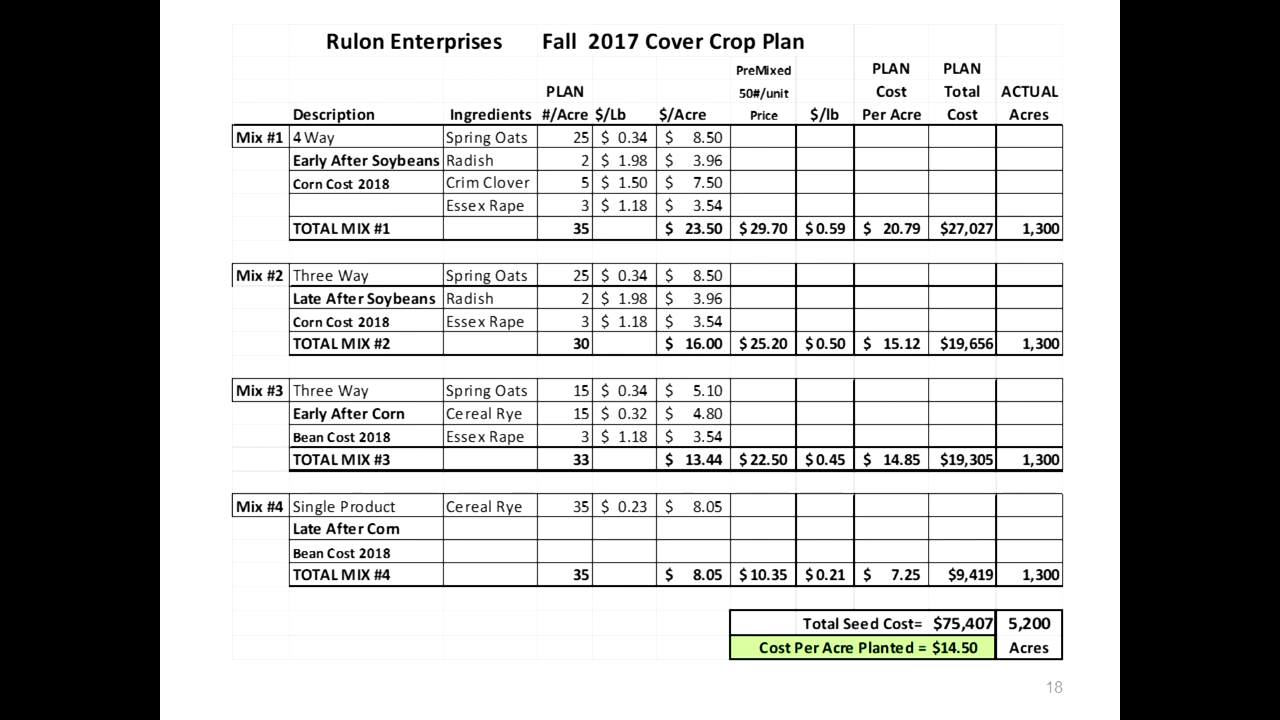 Rulon Enterprises Fall 2017 Cover Crop Plan
PreMixed PLAN PLAN
PLAN 50#/unit Cost Total ACTUAL
Description Ingredients #/Acre $/Lb $/Acre Price $/lb Per Acre Cost Acres
Mix #1 4 Way Spring Oats 25 $ 0.34 $ 8.50
Early After Soybeans Radish 2 $ 1.98 $ 3.96
Corn Cost 2018 Crim Clover 5 $ 1.50 $ 7.50
Essex Rape 3 $ 1.18 $ 3.54
TOTAL MIX #1 35 $ 23.50 $ 29.70 $ 0.59 $ 20.79 $27,027 1,300
Mix #2 Three Way Spring Oats 25 $ 0.34 $ 8.50
Late After Soybeans Radish 2 $ 1.98 $ 3.96
Corn Cost 2018 Essex Rape 3 $ 1.18 $ 3.54
TOTAL MIX #2 30 $ 16.00 $ 25.20 $ 0.50 $ 15.12 $19,656 1,300
Mix #3 Three Way Spring Oats 15 $ 0.34 $ 5.10
Early After Corn Cereal Rye 15 $ 0.32 $ 4.80
Bean Cost 2018 Essex Rape 3 $ 1.18 $ 3.54
TOTAL MIX #3 33 $ 13.44 $ 22.50 $ 0.45 $ 14.85 $19,305 1,300
Mix #4 Single Product Cereal Rye 35 $ 0.23 $ 8.05
Late After Corn
Bean Cost 2018
TOTAL MIX #4 35 $ 8.05 $ 10.35 $ 0.21 $ 7.25 $9,419 1,300
Total Seed Cost= $75,407 5,200
Cost Per Acre Planted = $14.50 Acres
18